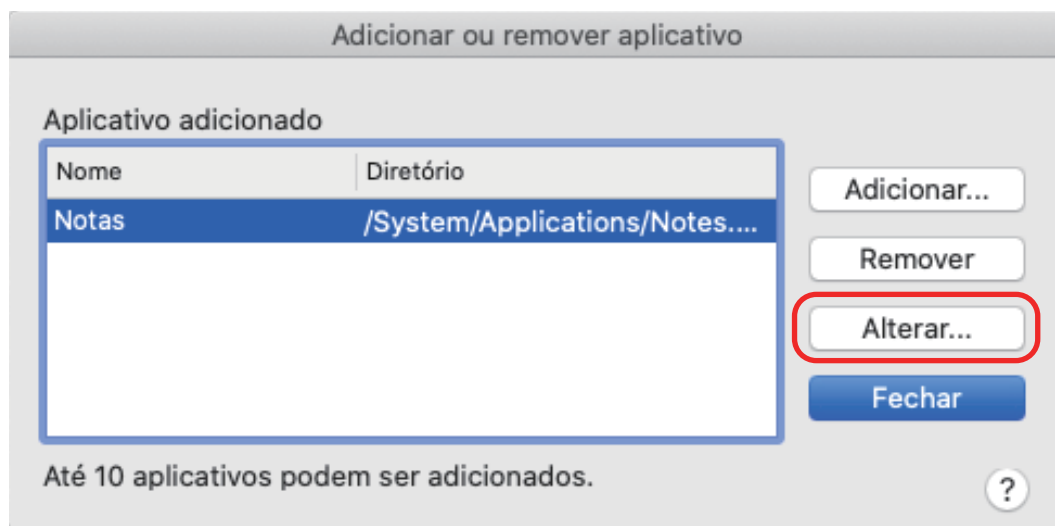 Adicionar ou remover aplicativo
Aplicativo adicionado
Nome Diretório
Notas /System/Applications/Notes....
Adicionar...
Remover
Alterar...
Fechar
Até 10 aplicativos podem ser adicionados.
?